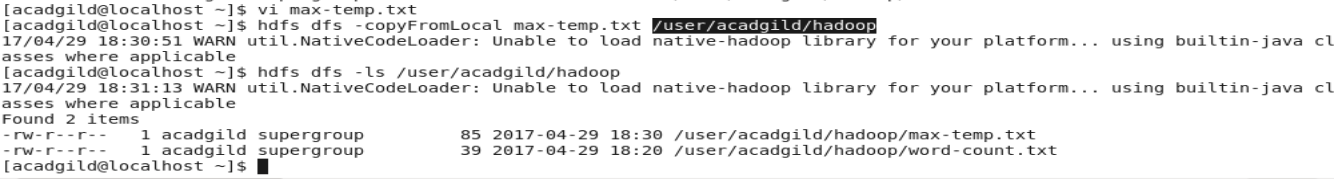 [acadgild@localhost ~]$ vi max-temp.txt
[acadgild@localhost ~]$ hdfs dfs -copyFromLocal max-temp.txt /user/acadgild/hadoop
17/04/29 18:30:51 WARN util.NativeCodeLoader: Unable to load native-hadoop library for your platform... using builtin-java cl
asses where applicable
[acadgild@localhost ~]$ hdfs dfs -ls /user/acadgild/hadoop
17/04/29 18:31:13 WARN util.NativeCodeLoader: Unable to load native-hadoop library for your platform... using builtin-java cl
asses where applicable
Found 2 items
-rw-r--r--   1 acadgild supergroup         85 2017-04-29 18:30 /user/acadgild/hadoop/max-temp.txt
-rw-r--r--   1 acadgild supergroup         39 2017-04-29 18:20 /user/acadgild/hadoop/word-count.txt
[acadgild@localhost ~]$